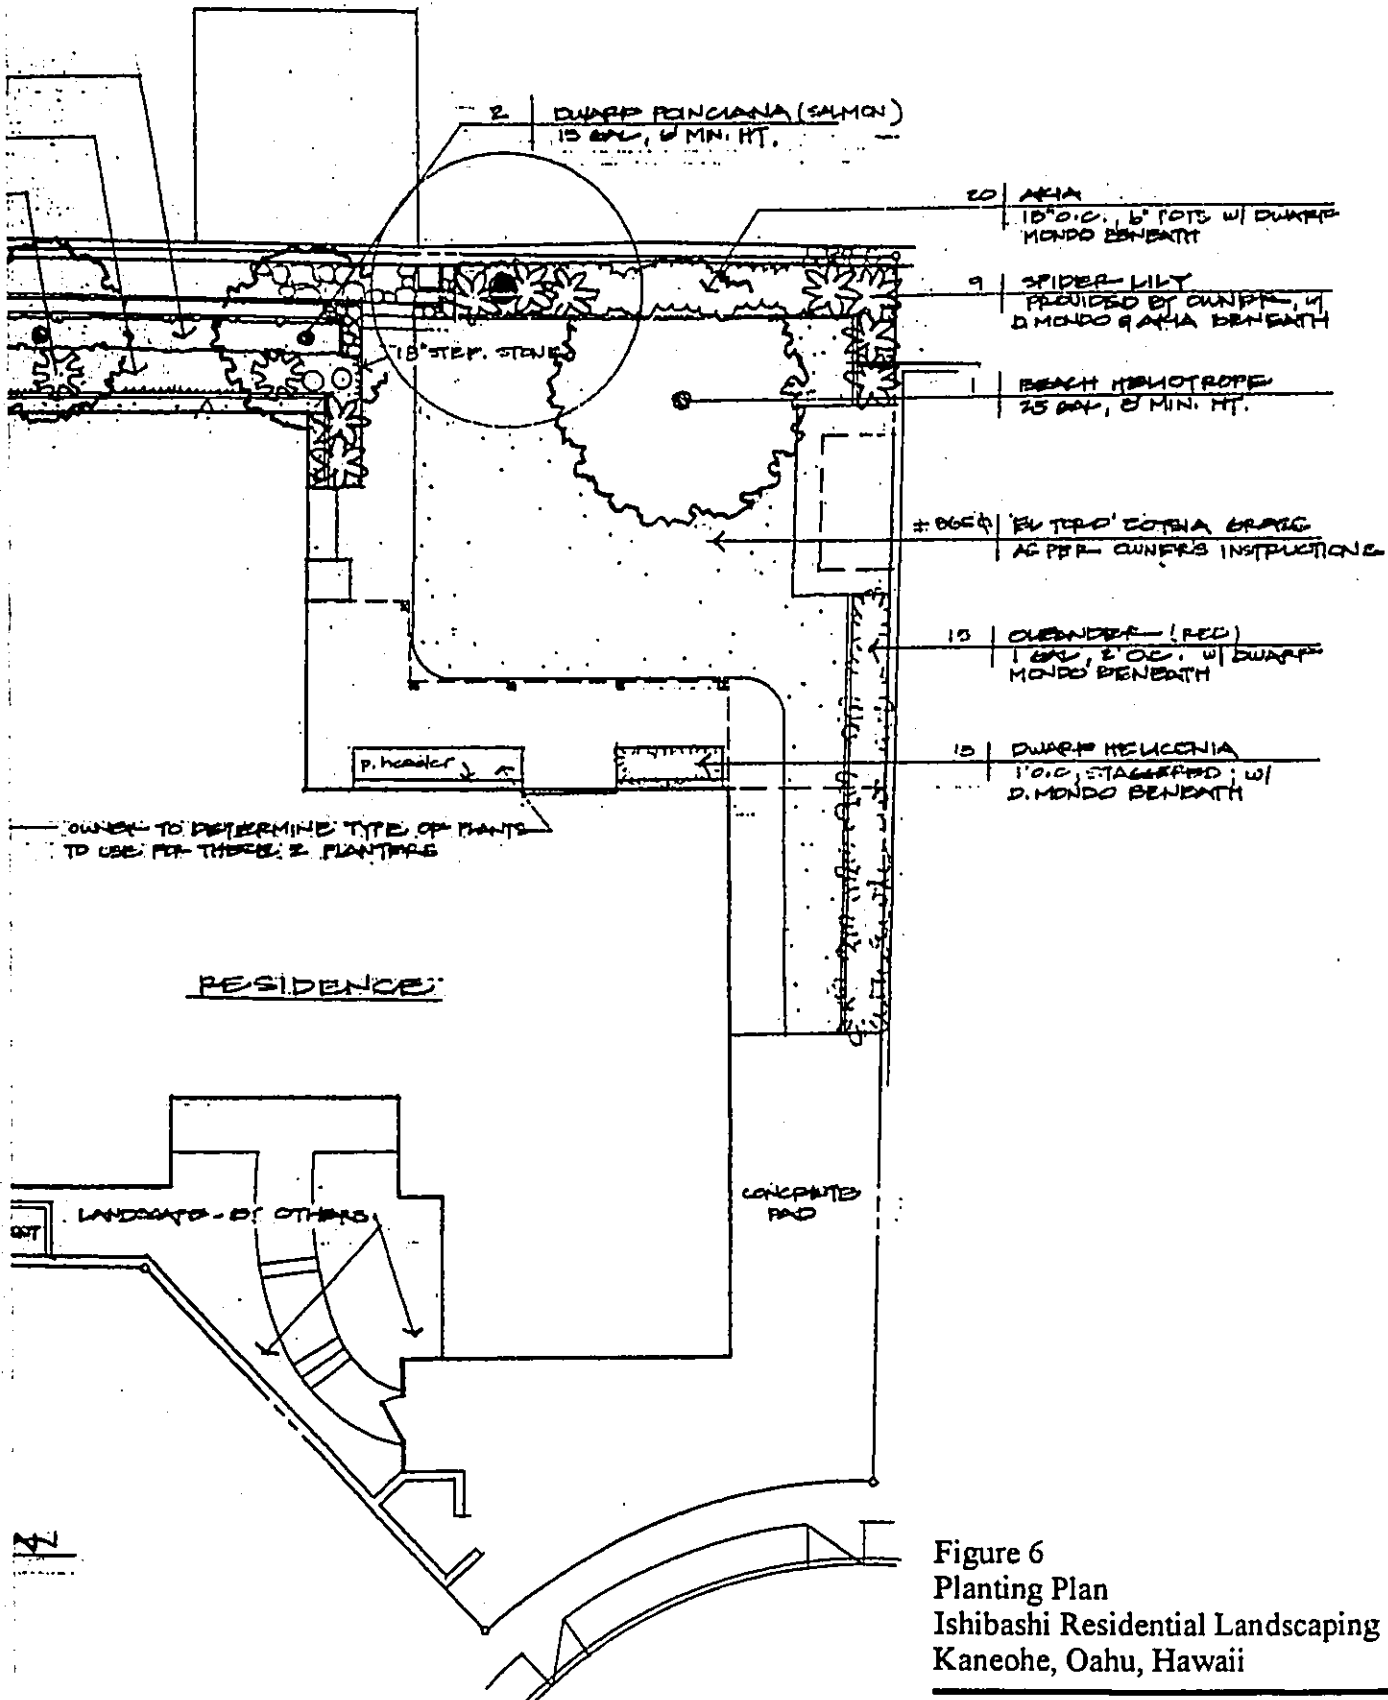 2 DWARF POINCIANA (SALMON)
15 GAL, 6' MIN. HT.
20 AKIA
18" O.C., 6" POTS W/ DWARF
MONDO BENEATH
9 SPIDER LILY
PROVIDED BY OWNER, W/
D. MONDO & AKIA BENEATH
18" STEP. STONES
1 BEACH HELIOTROPE
25 GAL, 8' MIN. HT.
'EL TORO' ZOYSIA GRASS
AS PER OWNER'S INSTRUCTIONS
15 OLEANDER (RED)
1 GAL, 2' O.C. W/ DWARF
MONDO BENEATH
p. header
15 DWARF HELICONIA
1' O.C., STAGGERED, W/
D. MONDO BENEATH
OWNER TO DETERMINE TYPE OF PLANTS
TO USE FOR THESE 2 PLANTERS
RESIDENCE
CONCRETE
PAD
LANDSCAPE - BY OTHERS
Figure 6
Planting Plan
Ishibashi Residential Landscaping
Kaneohe, Oahu, Hawaii